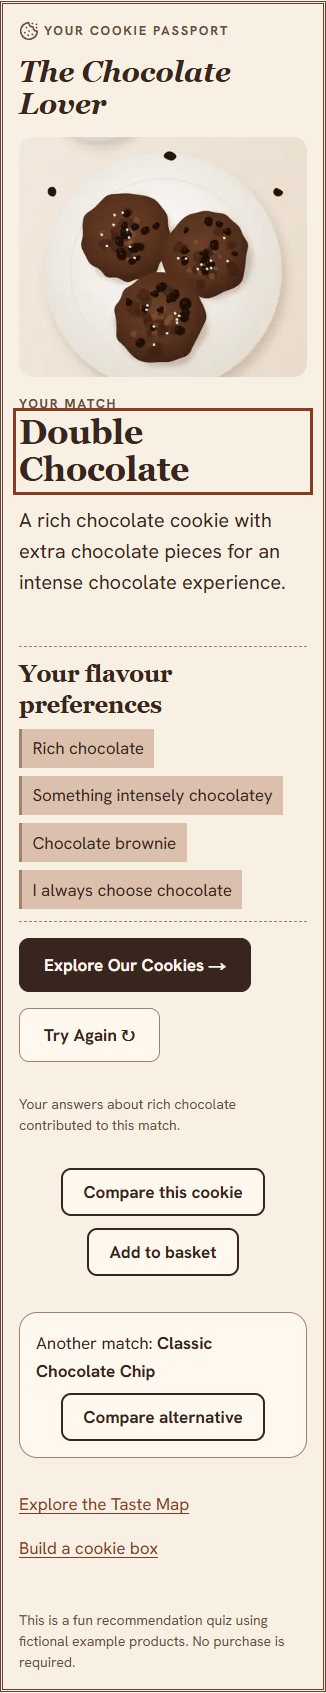 YOUR COOKIE PASSPORT
The Chocolate
Lover
YOUR MATCH
Double
Chocolate
A rich chocolate cookie with
extra chocolate pieces for an
intense chocolate experience.
Your flavour
preferences
Rich chocolate
Something intensely chocolatey
Chocolate brownie
I always choose chocolate
Explore Our Cookies →
Try Again ↻
Your answers about rich chocolate
contributed to this match.
Compare this cookie
Add to basket
Another match: Classic
Chocolate Chip
Compare alternative
Explore the Taste Map
Build a cookie box
This is a fun recommendation quiz using
fictional example products. No purchase is
required.